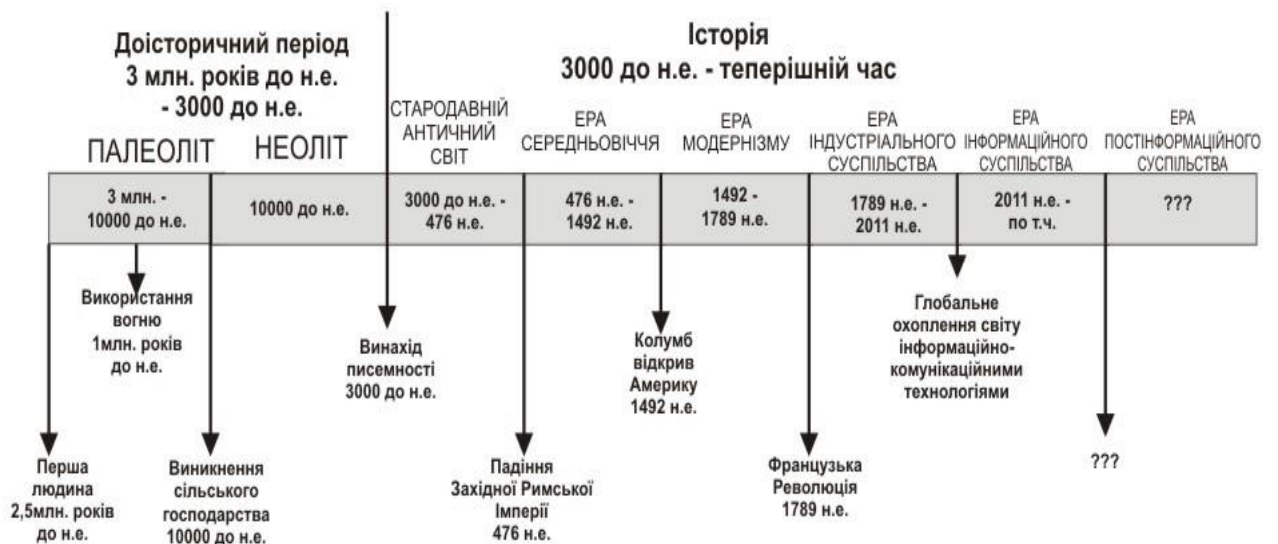 Доісторичний період
3 млн. років до н.е.
- 3000 до н.е.
Історія
3000 до н.е. - теперішній час
ПАЛЕОЛІТ
НЕОЛІТ
СТАРОДАВНІЙ
АНТИЧНИЙ
СВІТ
ЕРА
СЕРЕДНЬОВІЧЧЯ
ЕРА
МОДЕРНІЗМУ
ЕРА
ІНДУСТРІАЛЬНОГО
СУСПІЛЬСТВА
ЕРА
ІНФОРМАЦІЙНОГО
СУСПІЛЬСТВА
ЕРА
ПОСТІНФОРМАЦІЙНОГО
СУСПІЛЬСТВА
3 млн. -
10000 до н.е.
10000 до н.е.
3000 до н.е. -
476 н.е.
476 н.е. -
1492 н.е.
1492 -
1789 н.е.
1789 н.е. -
2011 н.е.
2011 н.е. -
по т.ч.
???
Використання
вогню
1млн. років
до н.е.
Винахід
писемності
3000 до н.е.
Колумб
відкрив
Америку
1492 н.е.
Глобальне
охоплення світу
інформаційно-
комунікаційними
технологіями
Перша
людина
2,5млн. років
до н.е.
Виникнення
сільського
господарства
10000 до н.е.
Падіння
Західної Римської
Імперії
476 н.е.
Французька
Революція
1789 н.е.
???